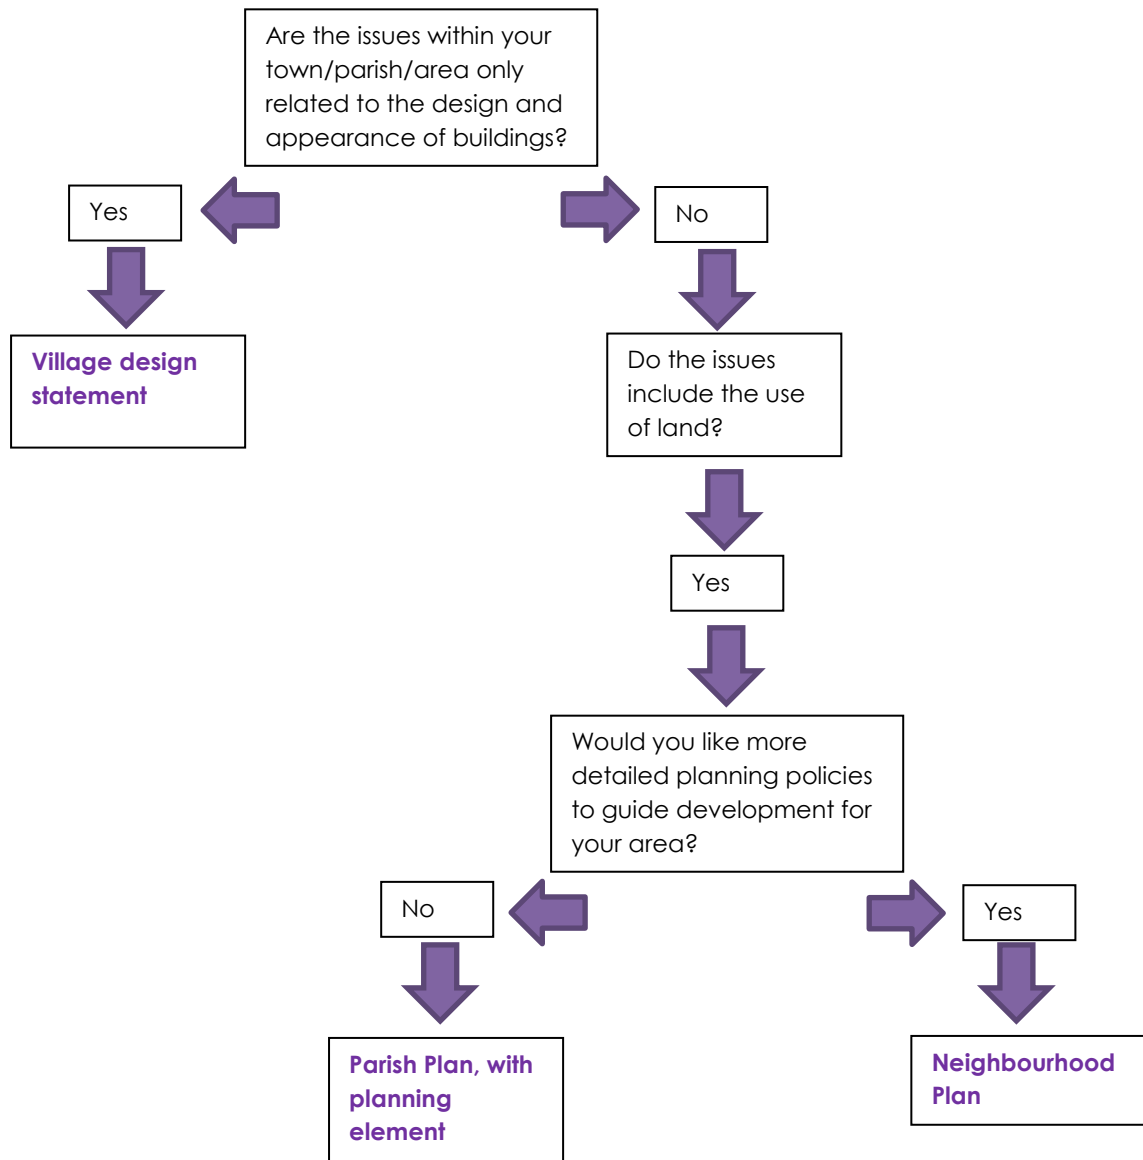 Are the issues within your
town/parish/area only
related to the design and
appearance of buildings?
Yes
No
Village design
statement
Do the issues
include the use
of land?
Yes
Would you like more
detailed planning policies
to guide development for
your area?
No
Yes
Parish Plan, with
planning
element
Neighbourhood
Plan